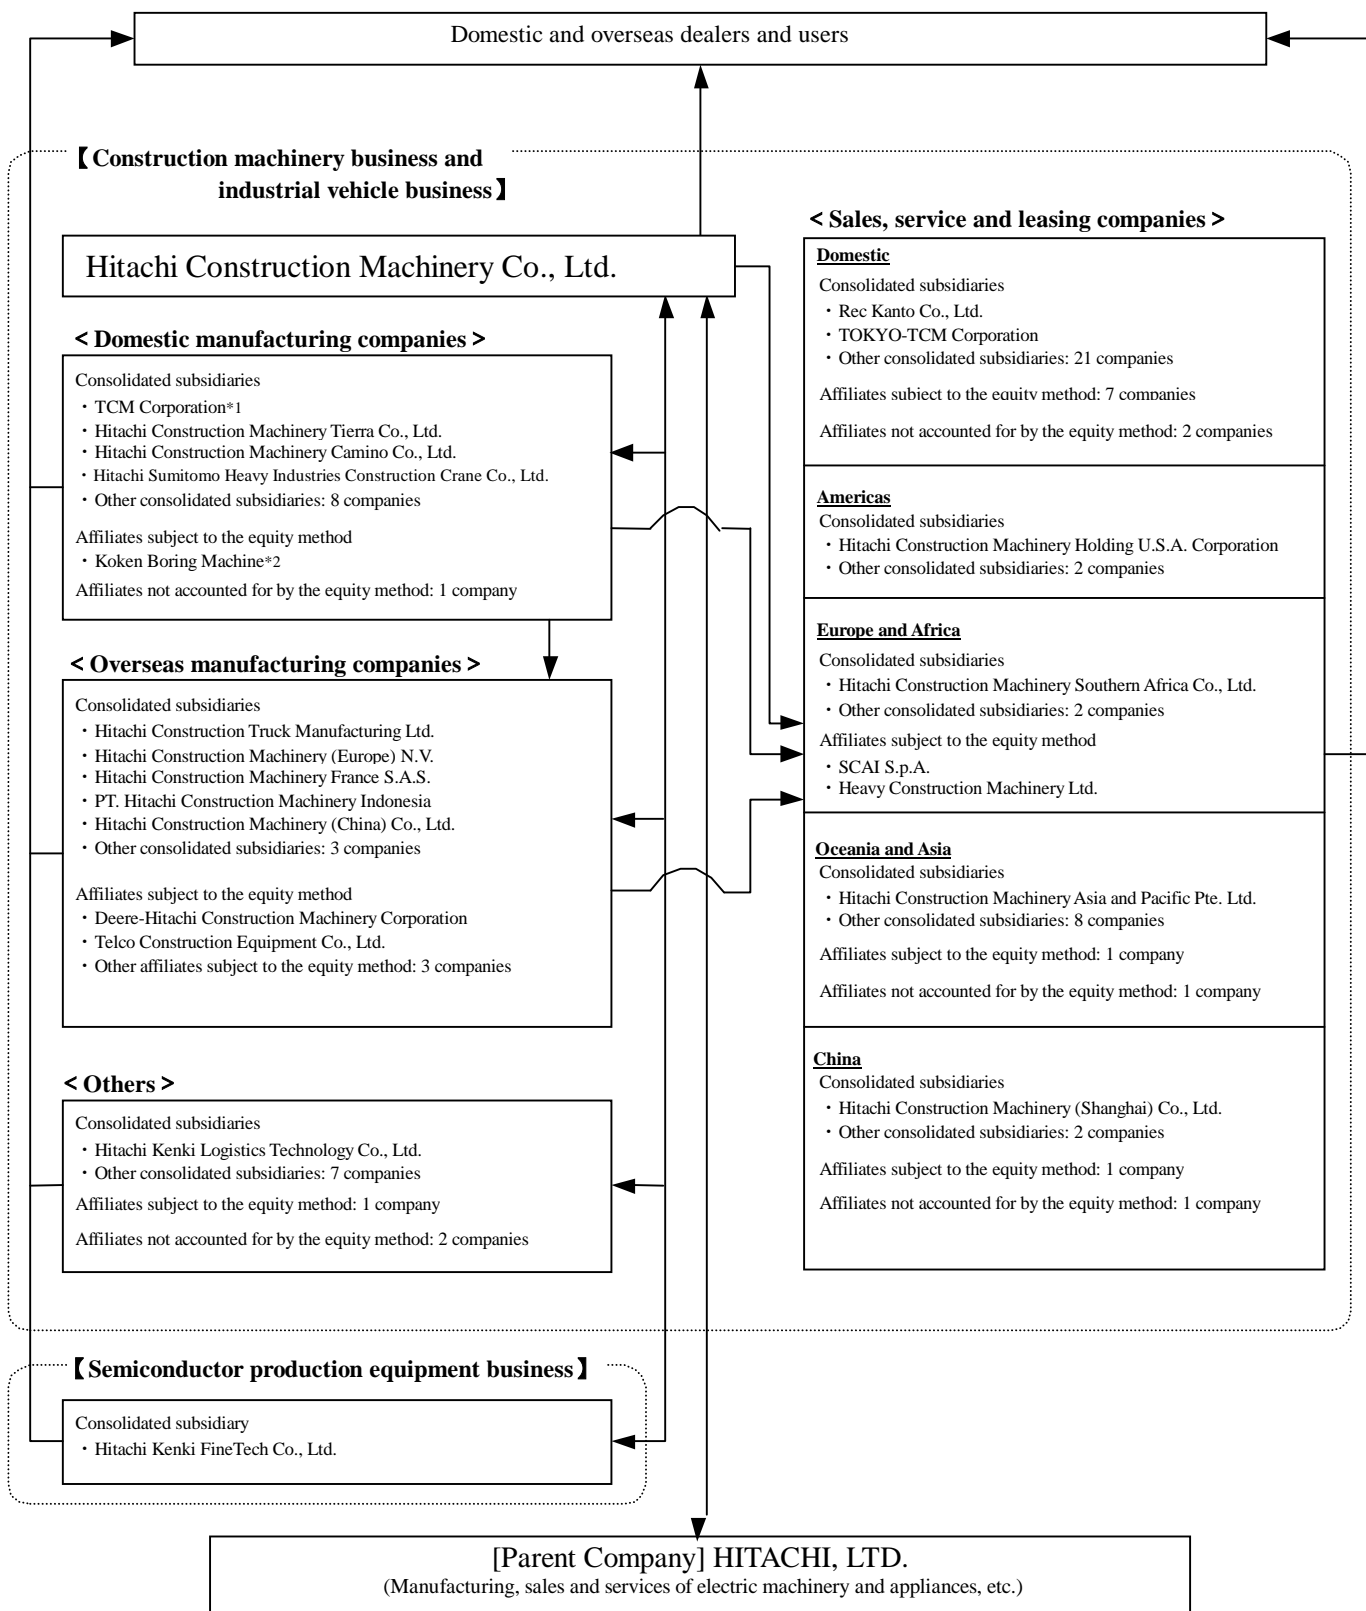 Domestic and overseas dealers and users
【Construction machinery business and
industrial vehicle business】
Hitachi Construction Machinery Co., Ltd.
< Domestic manufacturing companies >
Consolidated subsidiaries
・TCM Corporation*1
・Hitachi Construction Machinery Tierra Co., Ltd.
・Hitachi Construction Machinery Camino Co., Ltd.
・Hitachi Sumitomo Heavy Industries Construction Crane Co., Ltd.
・Other consolidated subsidiaries: 8 companies
Affiliates subject to the equity method
・Koken Boring Machine*2
Affiliates not accounted for by the equity method: 1 company
< Overseas manufacturing companies >
Consolidated subsidiaries
・Hitachi Construction Truck Manufacturing Ltd.
・Hitachi Construction Machinery (Europe) N.V.
・Hitachi Construction Machinery France S.A.S.
・PT. Hitachi Construction Machinery Indonesia
・Hitachi Construction Machinery (China) Co., Ltd.
・Other consolidated subsidiaries: 3 companies
Affiliates subject to the equity method
・Deere-Hitachi Construction Machinery Corporation
・Telco Construction Equipment Co., Ltd.
・Other affiliates subject to the equity method: 3 companies
< Others >
Consolidated subsidiaries
・Hitachi Kenki Logistics Technology Co., Ltd.
・Other consolidated subsidiaries: 7 companies
Affiliates subject to the equity method: 1 company
Affiliates not accounted for by the equity method: 2 companies
< Sales, service and leasing companies >
Domestic
Consolidated subsidiaries
・Rec Kanto Co., Ltd.
・TOKYO-TCM Corporation
・Other consolidated subsidiaries: 21 companies
Affiliates subject to the equity method: 7 companies
Affiliates not accounted for by the equity method: 2 companies
Americas
Consolidated subsidiaries
・Hitachi Construction Machinery Holding U.S.A. Corporation
・Other consolidated subsidiaries: 2 companies
Europe and Africa
Consolidated subsidiaries
・Hitachi Construction Machinery Southern Africa Co., Ltd.
・Other consolidated subsidiaries: 2 companies
Affiliates subject to the equity method
・SCAI S.p.A.
・Heavy Construction Machinery Ltd.
Oceania and Asia
Consolidated subsidiaries
・Hitachi Construction Machinery Asia and Pacific Pte. Ltd.
・Other consolidated subsidiaries: 8 companies
Affiliates subject to the equity method: 1 company
Affiliates not accounted for by the equity method: 1 company
China
Consolidated subsidiaries
・Hitachi Construction Machinery (Shanghai) Co., Ltd.
・Other consolidated subsidiaries: 2 companies
Affiliates subject to the equity method: 1 company
Affiliates not accounted for by the equity method: 1 company
【Semiconductor production equipment business】
Consolidated subsidiary
・Hitachi Kenki FineTech Co., Ltd.
[Parent Company] HITACHI, LTD.
(Manufacturing, sales and services of electric machinery and appliances, etc.)